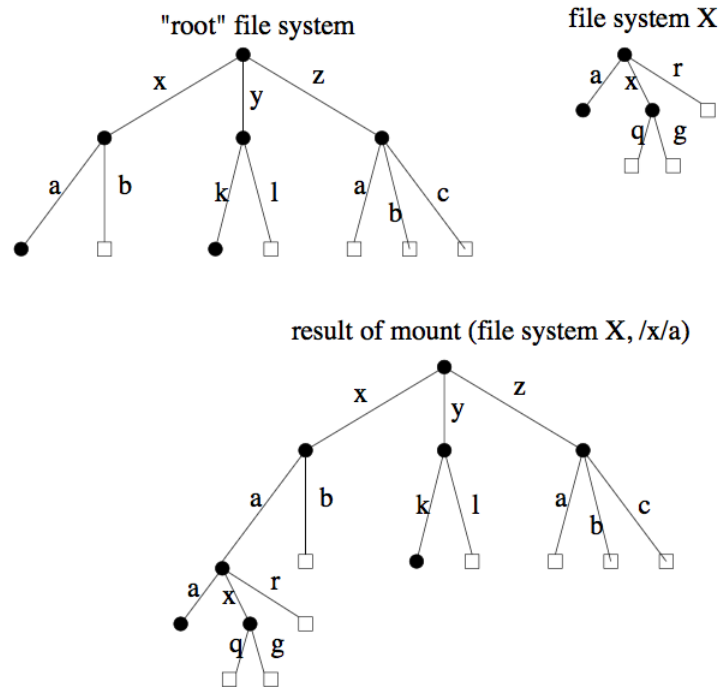 "root" file system
file system X
x y z
a x r
a b k l a b c
q g
result of mount (file system X, /x/a)
x y z
a b k l a b c
a x r
q g